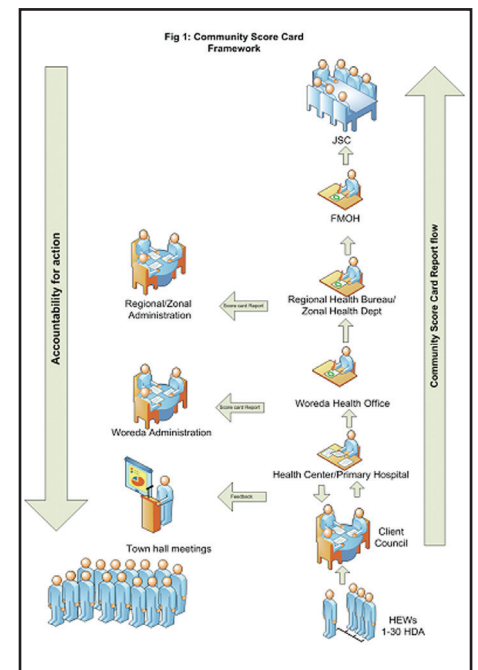 Fig 1: Community Score Card
Framework
JSC
FMOH
Regional Health Bureau/
Zonal Health Dept
Score card Report
Regional/Zonal
Administration
Woreda Health Office
Score card Report
Woreda Administration
Health Center/Primary Hospital
Feedback
Client
Council
Town hall meetings
HEWs
1-30 HDA
Accountability for action
Community Score Card Report flow